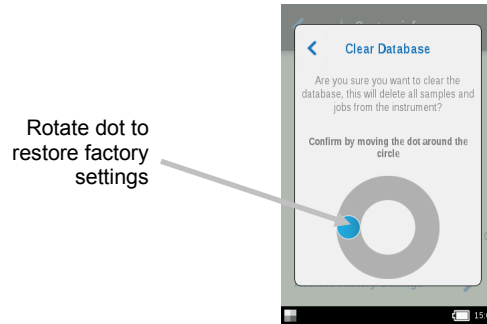 Clear Database
Are you sure you want to clear the
database, this will delete all samples and
jobs from the instrument?
Confirm by moving the dot around the
circle
Rotate dot to
restore factory
settings